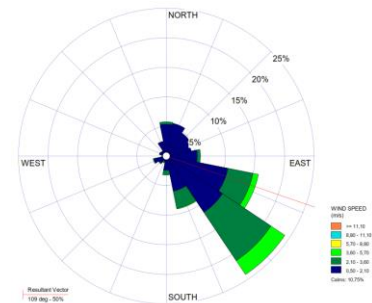 NORTH
25%
20%
15%
10%
5%
WEST
EAST
WIND SPEED
(m/s)
>= 11,10
8,80 - 11,10
5,70 - 8,80
3,60 - 5,70
2,10 - 3,60
0,50 - 2,10
Calms: 10,75%
Resultant Vector
109 deg - 50%
SOUTH